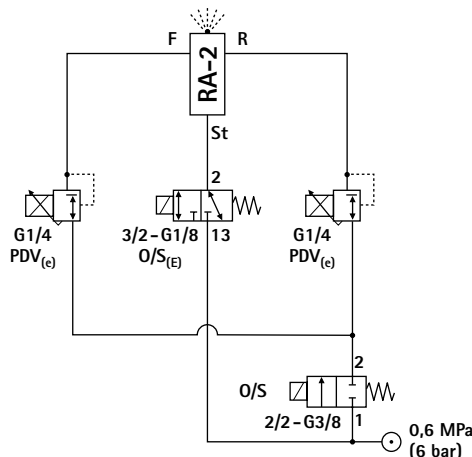 F
R
RA-2
St
2
G1/4
PDV(e)
3/2-G1/8
13
O/S(E)
G1/4
PDV(e)
2
O/S
2/2-G3/8
1
0,6 MPa
(6 bar)